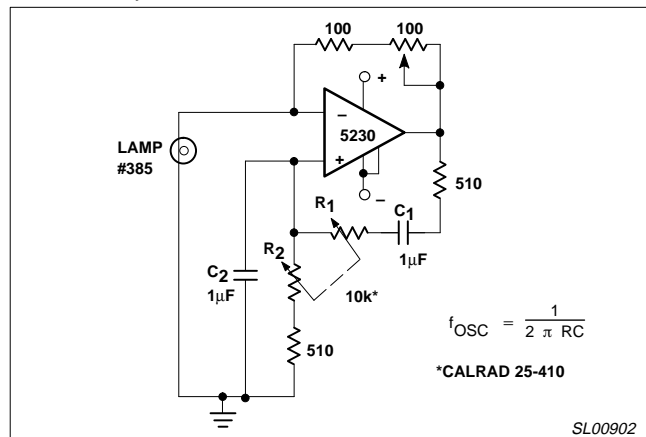 100
100
+
−
5230
+
LAMP
#385
−
510
R1
C1
R2
1μF
C2
1μF
10k*
510
fOSC = 1 / 2 π RC
*CALRAD 25-410
SL00902